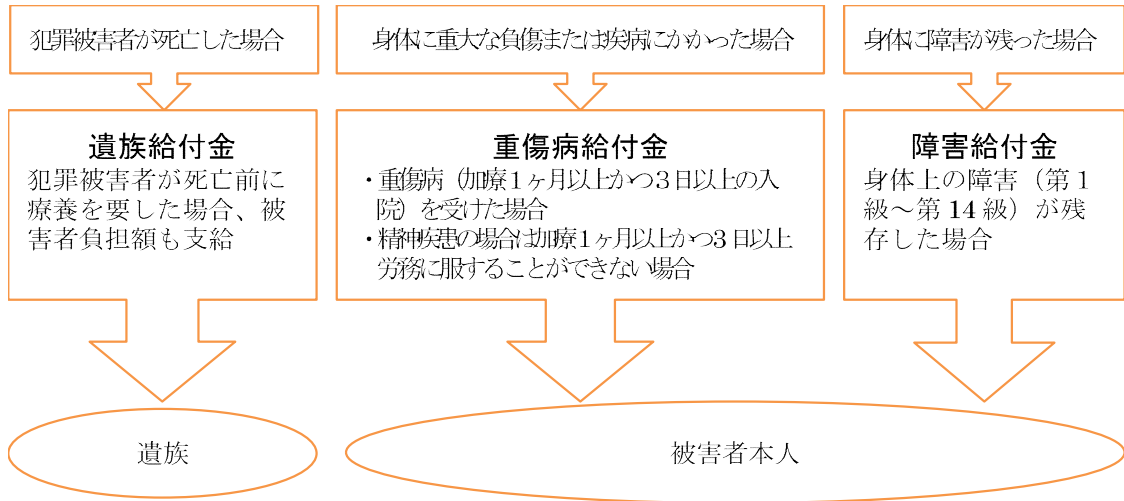 犯罪被害者が死亡した場合
身体に重大な負傷または疾病にかかった場合
身体に障害が残った場合
遺族給付金
犯罪被害者が死亡前に
療養を要した場合、被
害者負担額も支給
重傷病給付金
・重傷病（加療１ヶ月以上かつ３日以上の入
院）を受けた場合
・精神疾患の場合は加療１ヶ月以上かつ３日以上
労務に服することができない場合
障害給付金
身体上の障害（第１
級～第 14 級）が残
存した場合
遺族
被害者本人